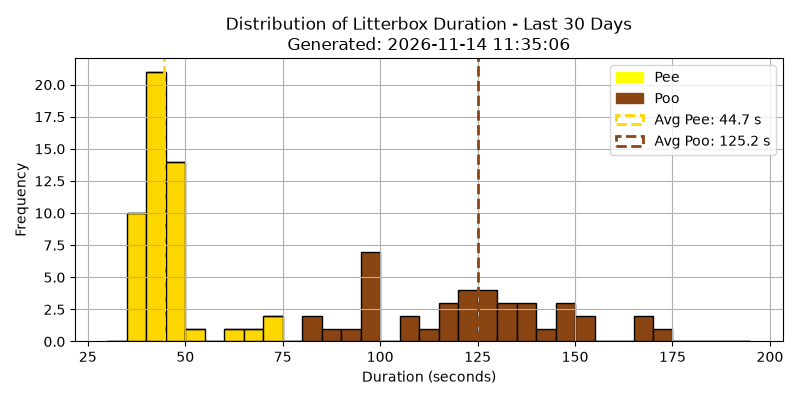 Distribution of Litterbox Duration - Last 30 Days
Generated: 2026-11-14 11:35:06
Frequency
20.0
17.5
15.0
12.5
10.0
7.5
5.0
2.5
0.0
Pee
Poo
Avg Pee: 44.7 s
Avg Poo: 125.2 s
25 50 75 100 125 150 175 200
Duration (seconds)